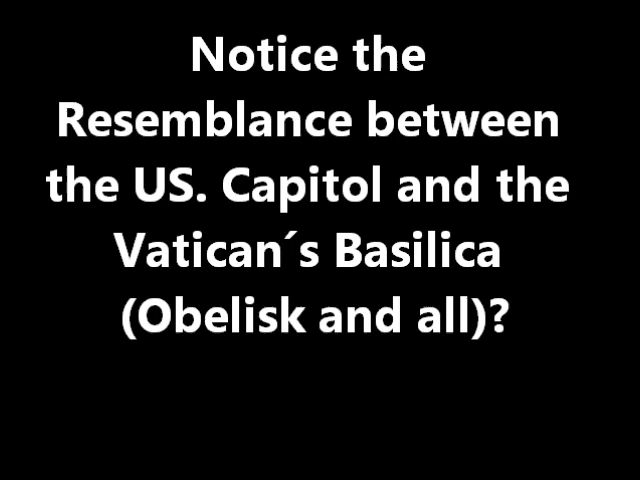 Notice the
Resemblance between
the US. Capitol and the
Vatican´s Basilica
(Obelisk and all)?